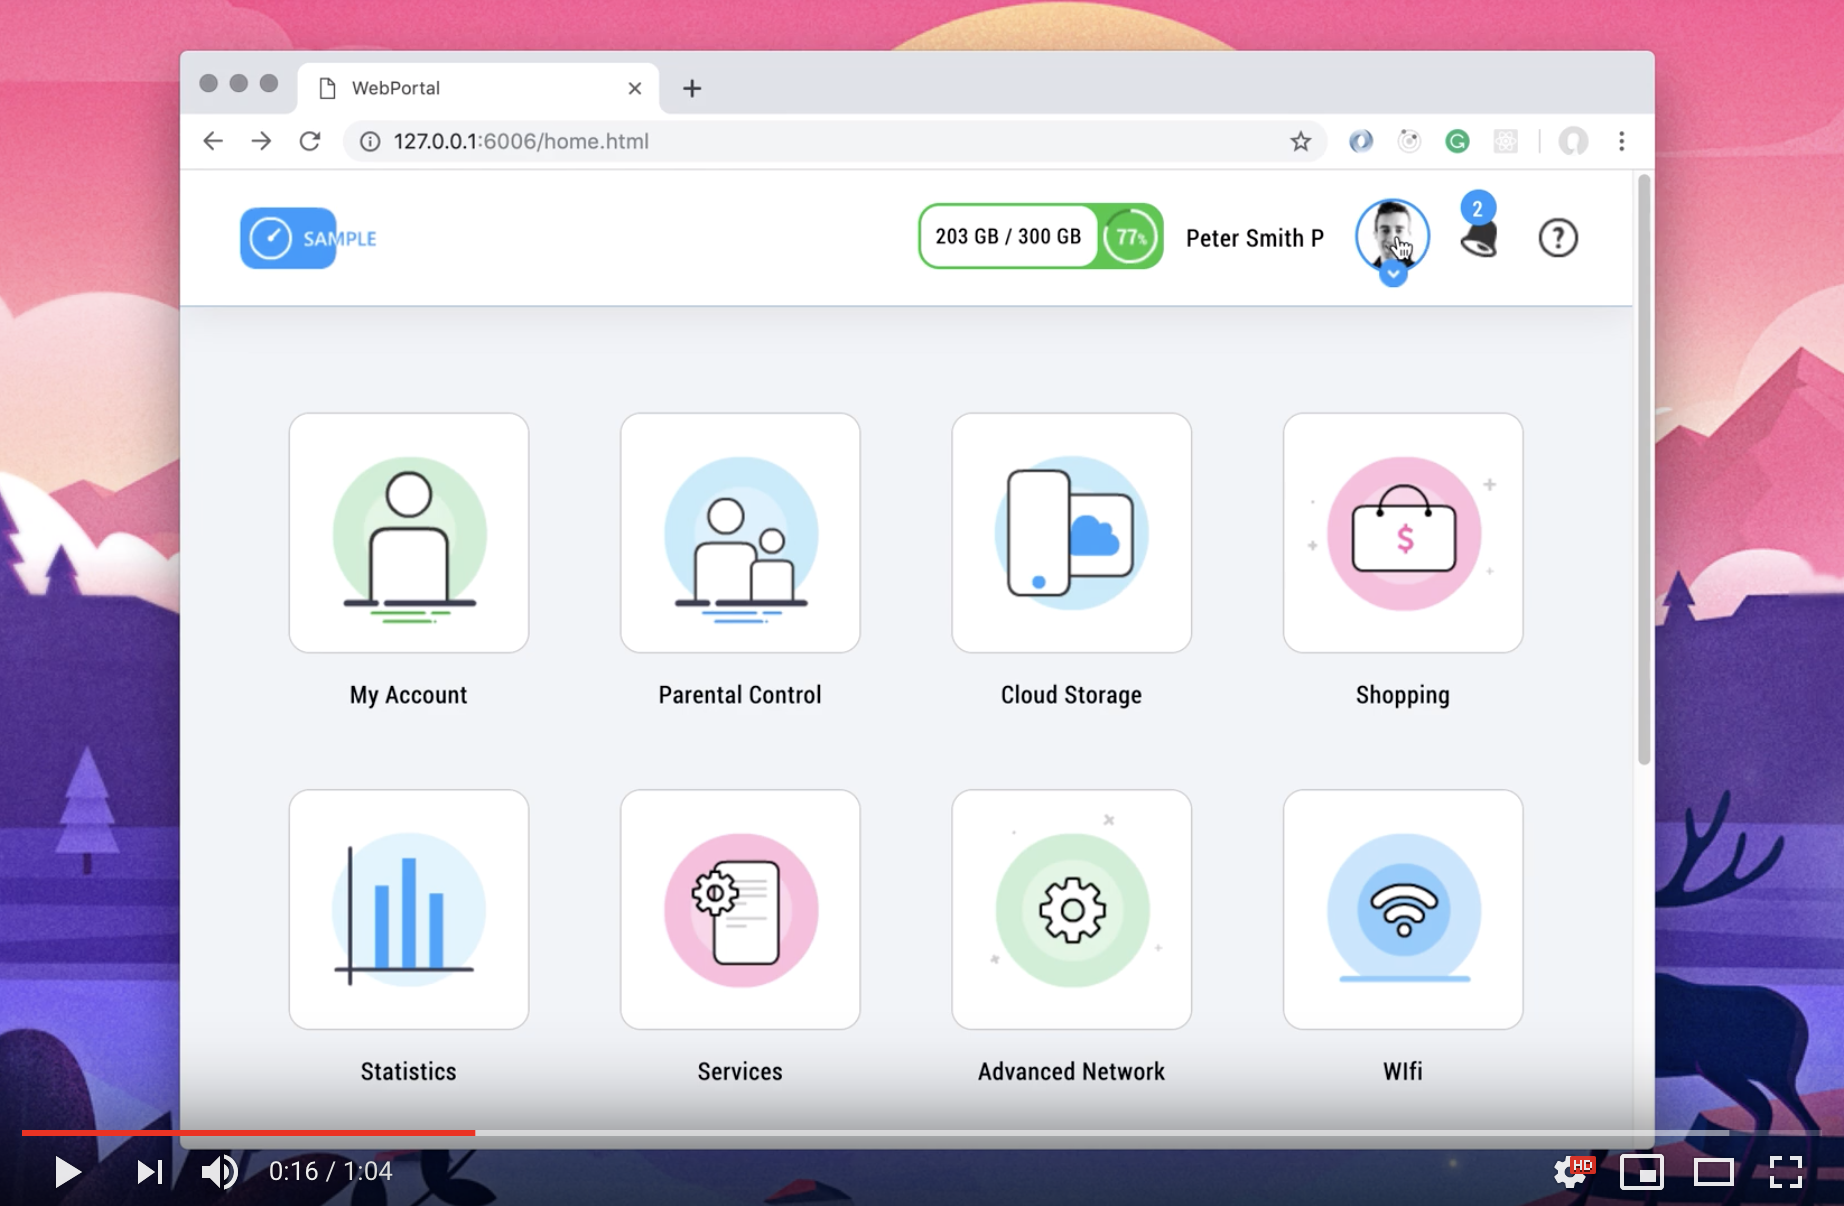 WebPortal
127.0.0.1:6006/home.html
SAMPLE
203 GB / 300 GB
77%
Peter Smith P
2
?
$
My Account
Parental Control
Cloud Storage
Shopping
Statistics
Services
Advanced Network
WIfi
0:16 / 1:04
HD